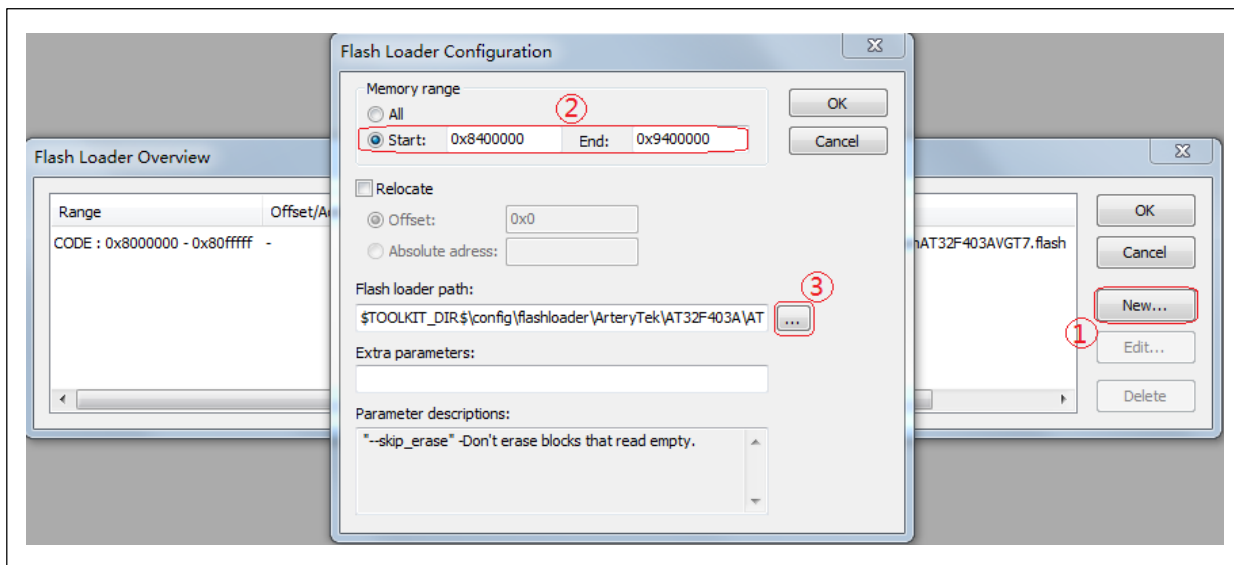 Flash Loader Configuration
Memory range
②
All
Start: 0x8400000 End: 0x9400000
OK
Cancel
Relocate
Offset: 0x0
Absolute adress:
Flash loader path:
③
$TOOLKIT_DIR$\config\flashloader\ArteryTek\AT32F403A\AT ...
Extra parameters:
Parameter descriptions:
"--skip_erase" -Don't erase blocks that read empty.
Flash Loader Overview
Range Offset/A
CODE : 0x8000000 - 0x80fffff - AT32F403AVGT7.flash
OK
Cancel
New...
①
Edit...
Delete